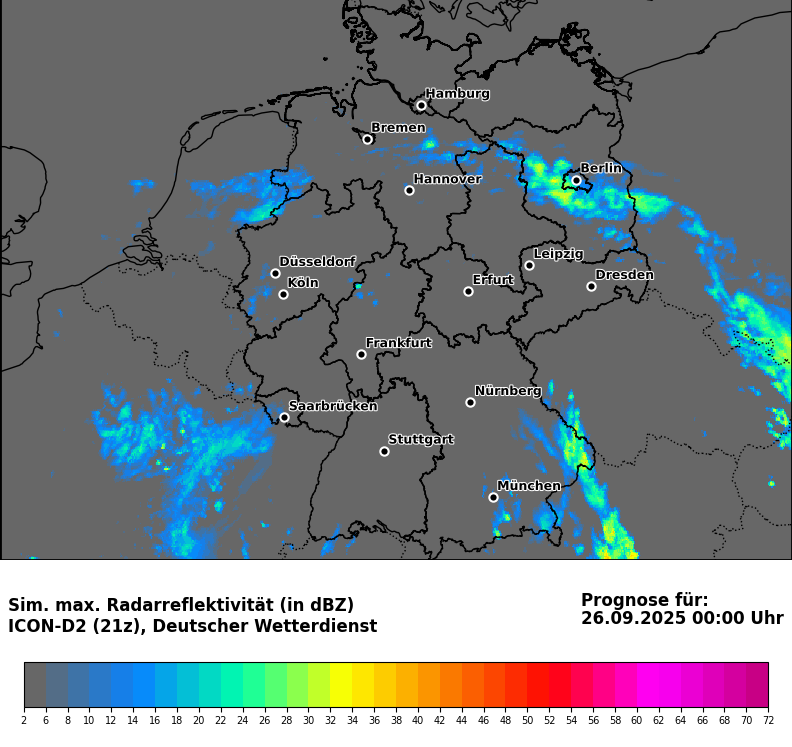 Hamburg
Bremen
Berlin
Hannover
Leipzig
Düsseldorf
Dresden
Köln
Erfurt
Frankfurt
Nürnberg
Saarbrücken
Stuttgart
München
Sim. max. Radarreflektivität (in dBZ)
ICON-D2 (21z), Deutscher Wetterdienst
Prognose für:
26.09.2025 00:00 Uhr
2 6 8 10 12 14 16 18 20 22 24 26 28 30 32 34 36 38 40 42 44 46 48 50 52 54 56 58 60 62 64 66 68 70 72